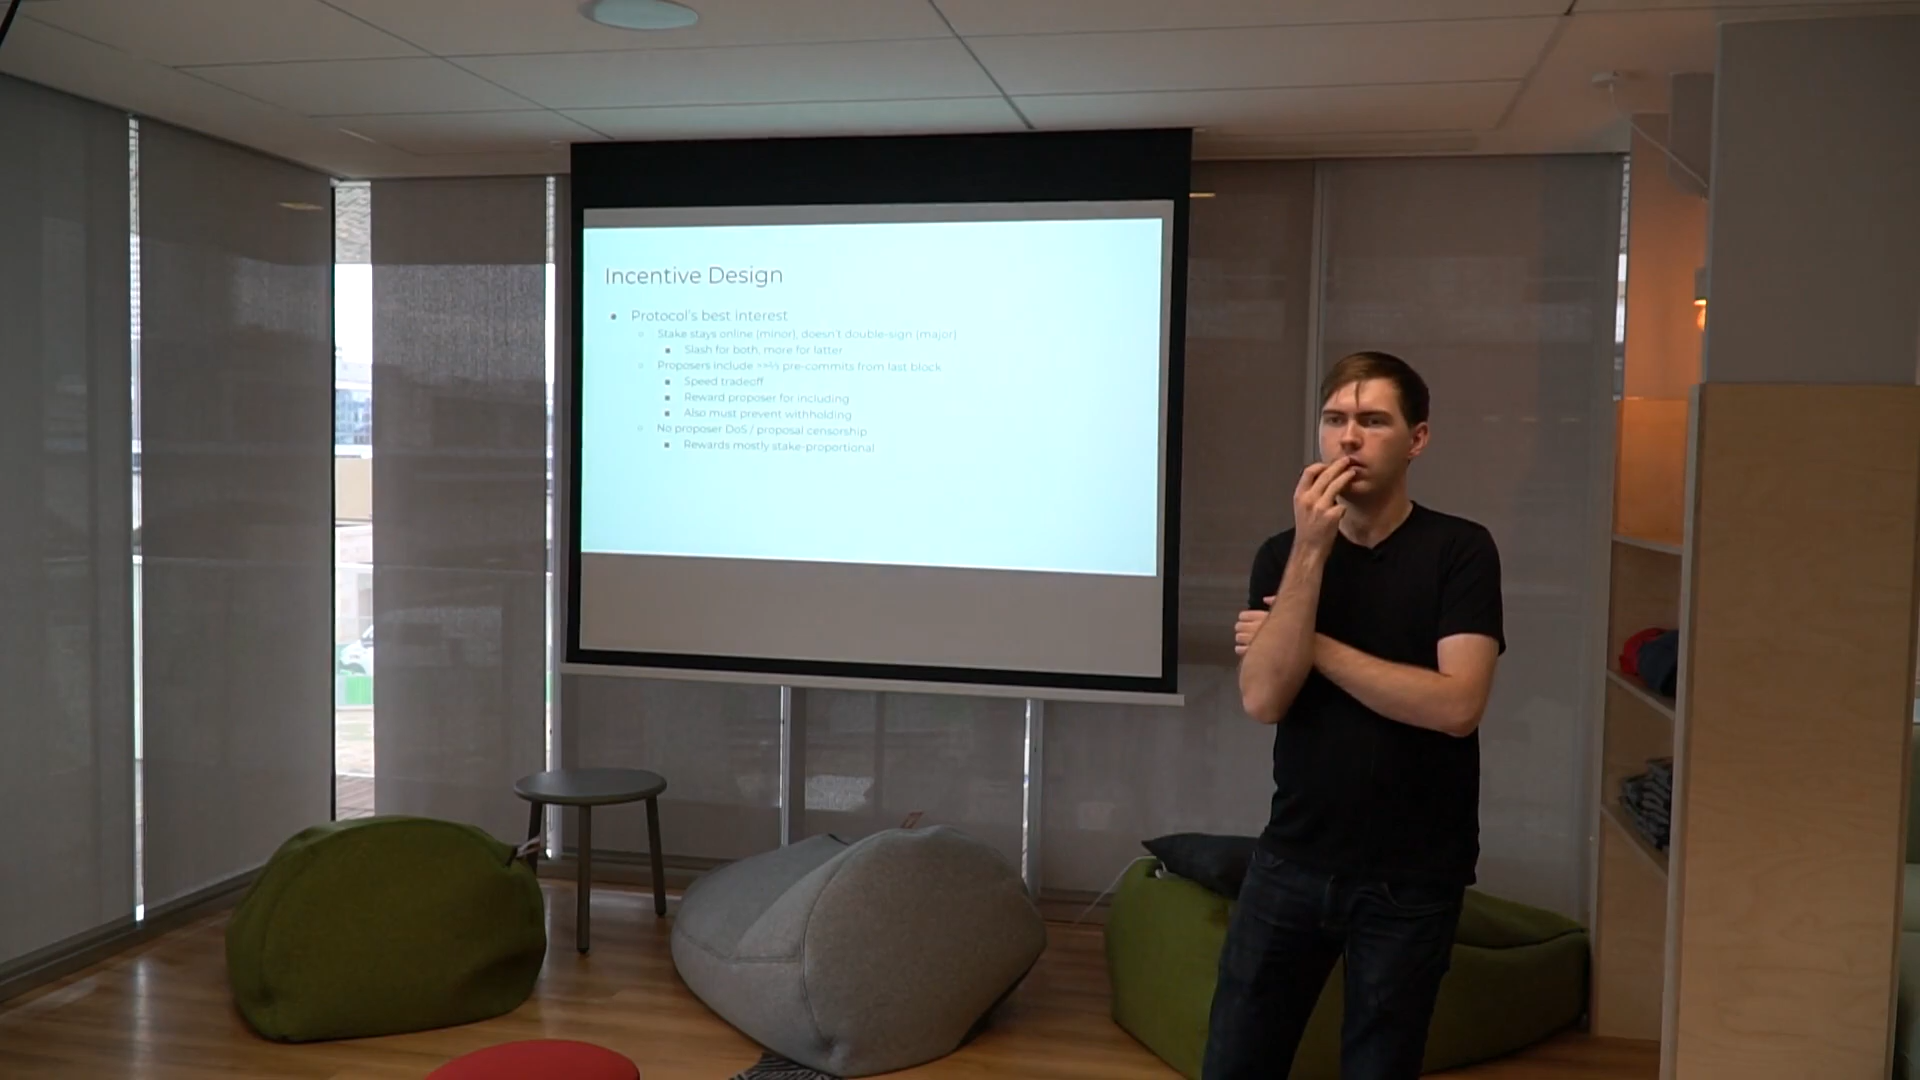 Incentive Design
● Protocol's best interest
○ Stake stays online (minor), doesn't double-sign (major)
■ Slash for both, more for latter
○ Proposers include pre-commits from last block
■ Speed tradeoff
■ Reward proposer for including
■ Also must prevent withholding
○ No proposer DoS / proposal censorship
■ Rewards mostly stake-proportional